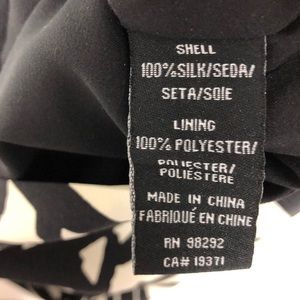 SHELL
100%SILK/SEDA/
SETA/SOIE
LINING
100% POLYESTER/
POLIESTER/
POLIÉSTERE
MADE IN CHINA
FABRIQUÉ EN CHINE
RN 98292
CA# 19371